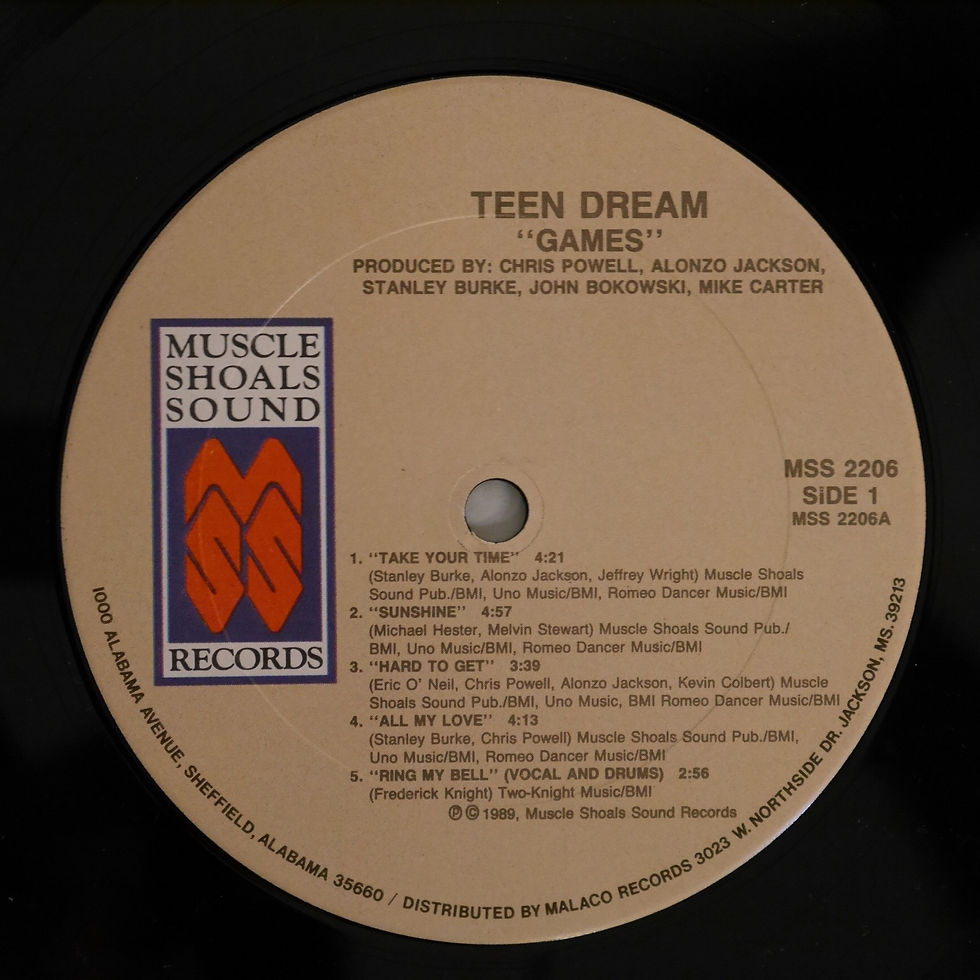 TEEN DREAM
“GAMES”
PRODUCED BY: CHRIS POWELL, ALONZO JACKSON,
STANLEY BURKE, JOHN BOKOWSKI, MIKE CARTER
MUSCLE
SHOALS
SOUND
MSS
RECORDS
MSS 2206
SiDE 1
MSS 2206A
1. “TAKE YOUR TIME” 4:21
(Stanley Burke, Alonzo Jackson, Jeffrey Wright) Muscle Shoals
Sound Pub./BMI, Uno Music/BMI, Romeo Dancer Music/BMI
2. “SUNSHINE” 4:57
(Michael Hester, Melvin Stewart) Muscle Shoals Sound Pub./
BMI, Uno Music/BMI, Romeo Dancer Music/BMI
3. “HARD TO GET” 3:39
(Eric O’ Neil, Chris Powell, Alonzo Jackson, Kevin Colbert) Muscle
Shoals Sound Pub./BMI, Uno Music, BMI Romeo Dancer Music/BMI
4. “ALL MY LOVE” 4:13
(Stanley Burke, Chris Powell) Muscle Shoals Sound Pub./BMI,
Uno Music/BMI, Romeo Dancer Music/BMI
5. “RING MY BELL” (VOCAL AND DRUMS) 2:56
(Frederick Knight) Two-Knight Music/BMI
℗ © 1989, Muscle Shoals Sound Records
1000 ALABAMA AVENUE, SHEFFIELD, ALABAMA 35660 / DISTRIBUTED BY MALACO RECORDS 3023 W. NORTHSIDE DR. JACKSON, MS. 39213